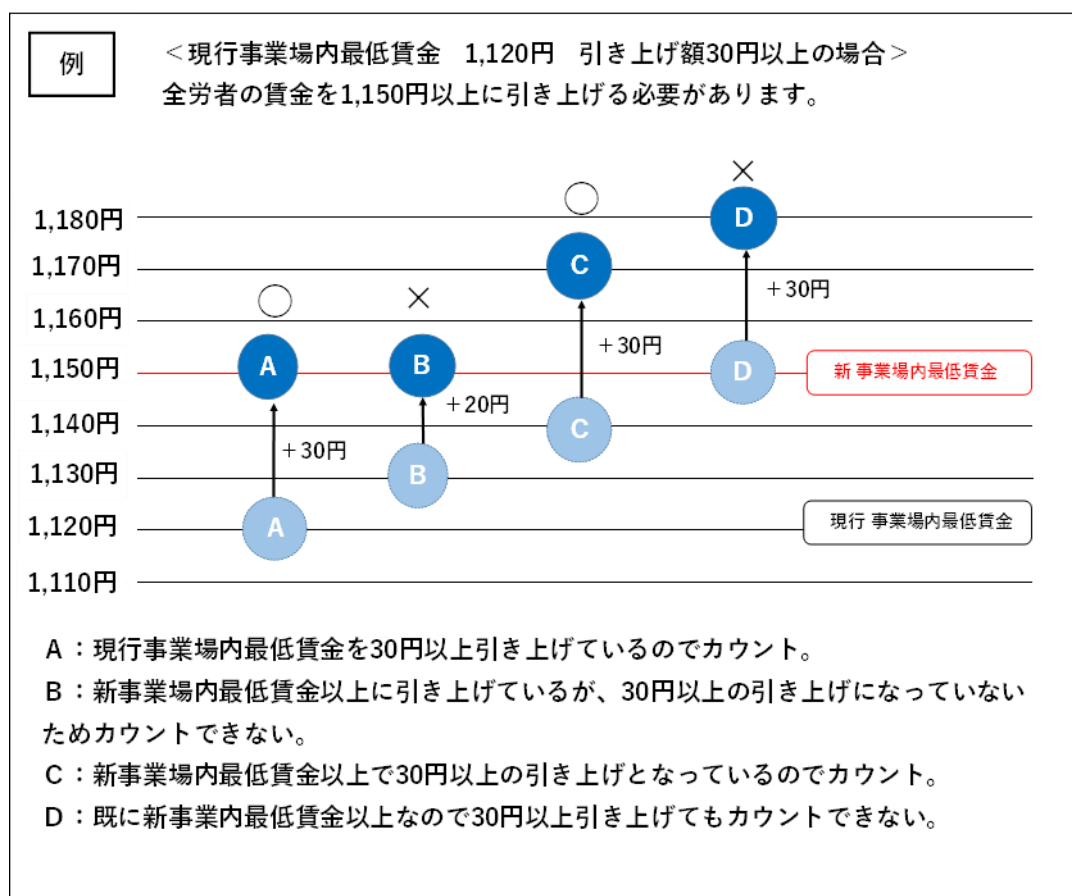 例
＜現行事業場内最低賃金　1,120円　引き上げ額30円以上の場合＞
全労者の賃金を1,150円以上に引き上げる必要があります。
×
○
D
1,180円
C
1,170円
＋30円
○
×
1,160円
＋30円
A
B
D
1,150円
新 事業場内最低賃金
＋20円
C
1,140円
＋30円
B
1,130円
A
1,120円
現行 事業場内最低賃金
1,110円
A：現行事業場内最低賃金を30円以上引き上げているのでカウント。
B：新事業場内最低賃金以上に引き上げているが、30円以上の引き上げになっていない
ためカウントできない。
C：新事業場内最低賃金以上で30円以上の引き上げとなっているのでカウント。
D：既に新事業内最低賃金以上なので30円以上引き上げてもカウントできない。